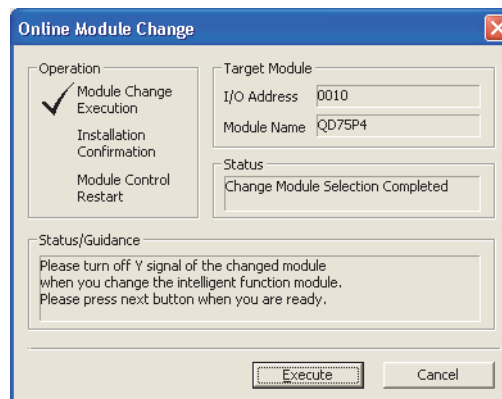 Online Module Change
Operation
Module Change
Execution
Installation
Confirmation
Module Control
Restart
Target Module
I/O Address 0010
Module Name QD75P4
Status
Change Module Selection Completed
Status/Guidance
Please turn off Y signal of the changed module
when you change the intelligent function module.
Please press next button when you are ready.
Execute
Cancel